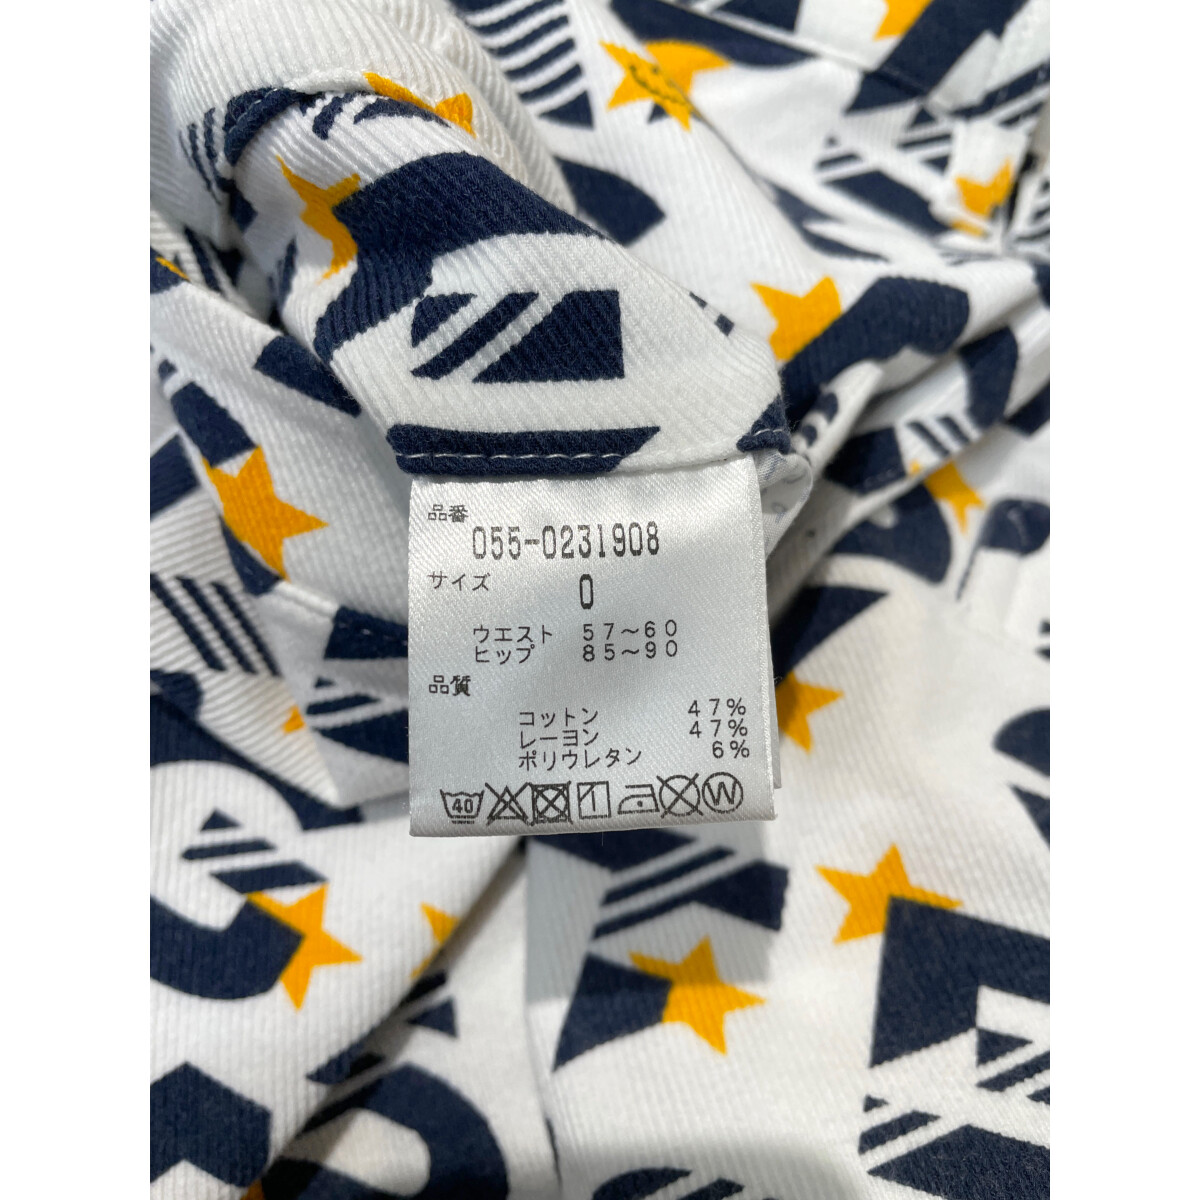 品番
055-0231908
サイズ
0
ウエスト 57〜60
ヒップ 85〜90
品質
コットン 47%
レーヨン 47%
ポリウレタン 6%
40
W